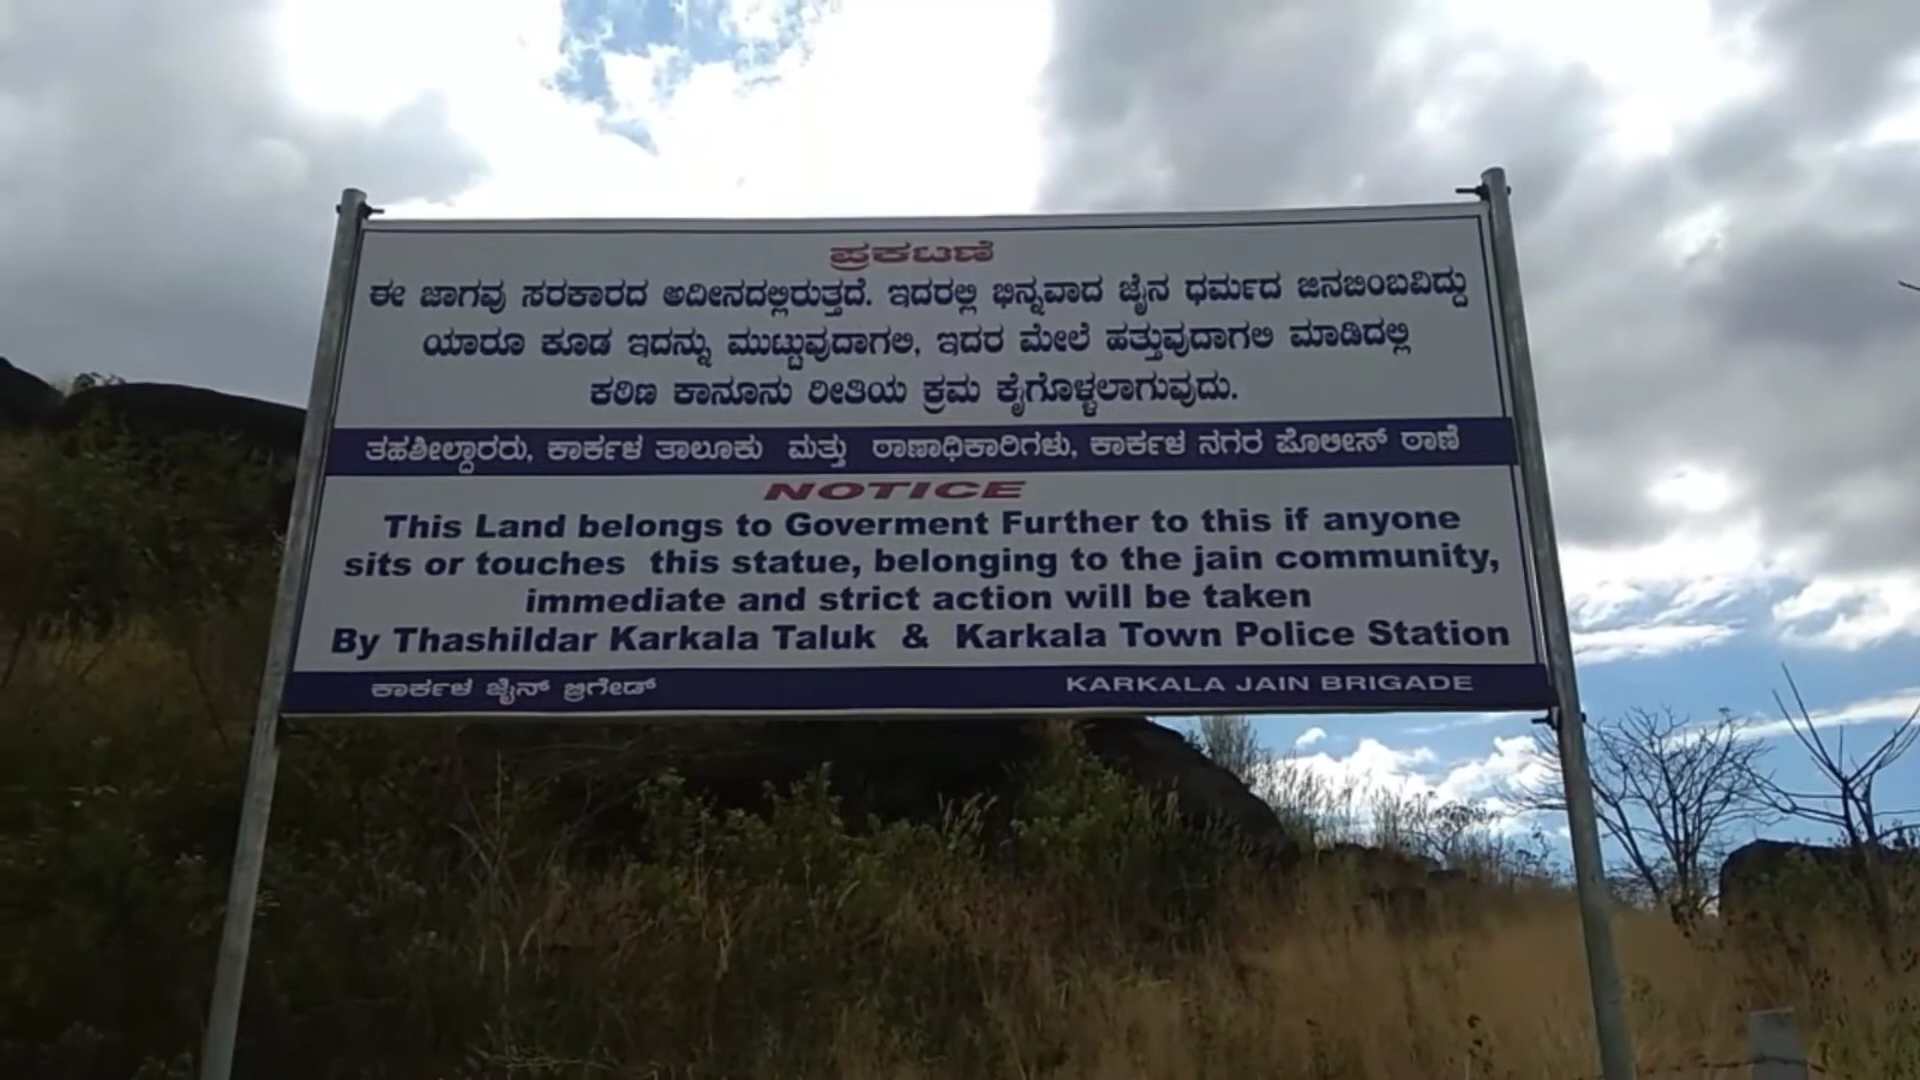 ಪ್ರಕಟಣೆ
ಈ ಜಾಗವು ಸರಕಾರದ ಅದೀನದಲ್ಲಿರುತ್ತದೆ. ಇದರಲ್ಲಿ ಭಿನ್ನವಾದ ಜೈನ ಧರ್ಮದ ಜಿನಬಿಂಬವಿದ್ದು
ಯಾರೂ ಕೂಡ ಇದನ್ನು ಮುಟ್ಟುವುದಾಗಲಿ, ಇದರ ಮೇಲೆ ಹತ್ತುವುದಾಗಲಿ ಮಾಡಿದಲ್ಲಿ
ಕಠಿಣ ಕಾನೂನು ರೀತಿಯ ಕ್ರಮ ಕೈಗೊಳ್ಳಲಾಗುವುದು.
ತಹಶೀಲ್ದಾರರು, ಕಾರ್ಕಳ ತಾಲೂಕು ಮತ್ತು ಠಾಣಾಧಿಕಾರಿಗಳು, ಕಾರ್ಕಳ ನಗರ ಪೊಲೀಸ್ ಠಾಣೆ
NOTICE
This Land belongs to Goverment Further to this if anyone
sits or touches this statue, belonging to the jain community,
immediate and strict action will be taken
By Thashildar Karkala Taluk & Karkala Town Police Station
ಕಾರ್ಕಳ ಜೈನ್ ಬ್ರಿಗೇಡ್ KARKALA JAIN BRIGADE